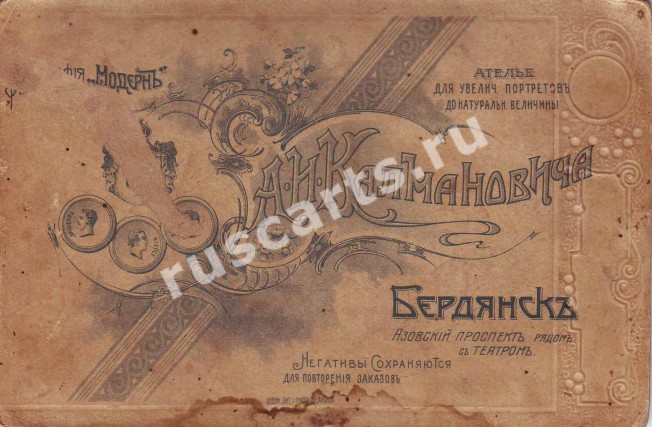 фія „Модернъ"
АТЕЛЬЕ
ДЛЯ УВЕЛИЧ. ПОРТРЕТОВЪ
ДО НАТУРАЛЬН. ВЕЛИЧИНЫ
ruscarts.ru
Бердянскъ
Азовскій проспектъ рядомъ
съ театромъ.
Негативы Сохраняются
для повторенія заказовъ